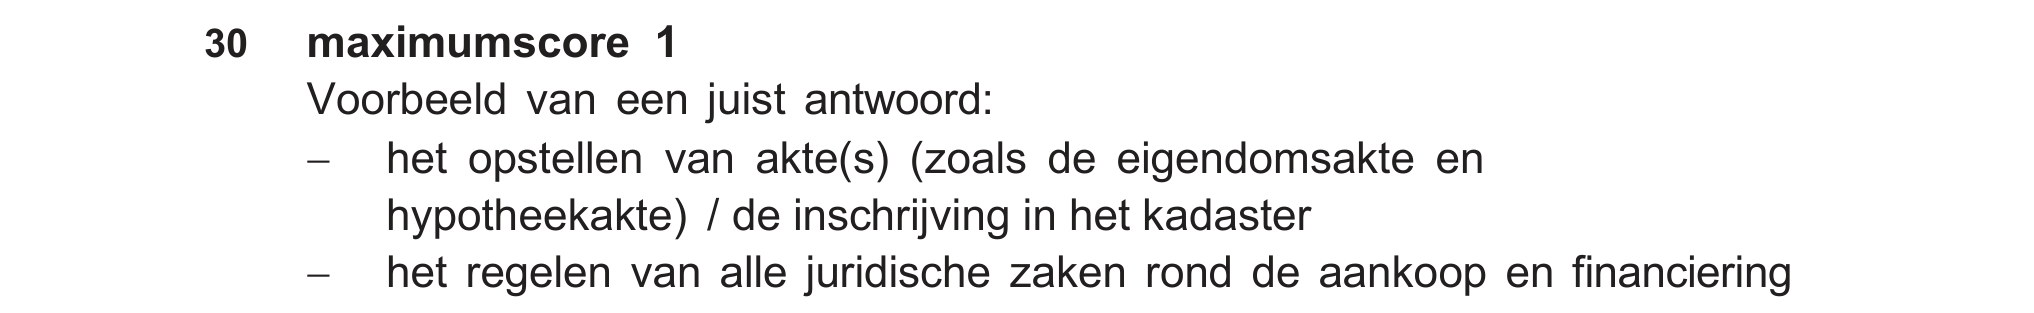 30 maximumscore 1
Voorbeeld van een juist antwoord:
– het opstellen van akte(s) (zoals de eigendomsakte en
hypotheekakte) / de inschrijving in het kadaster
– het regelen van alle juridische zaken rond de aankoop en financiering